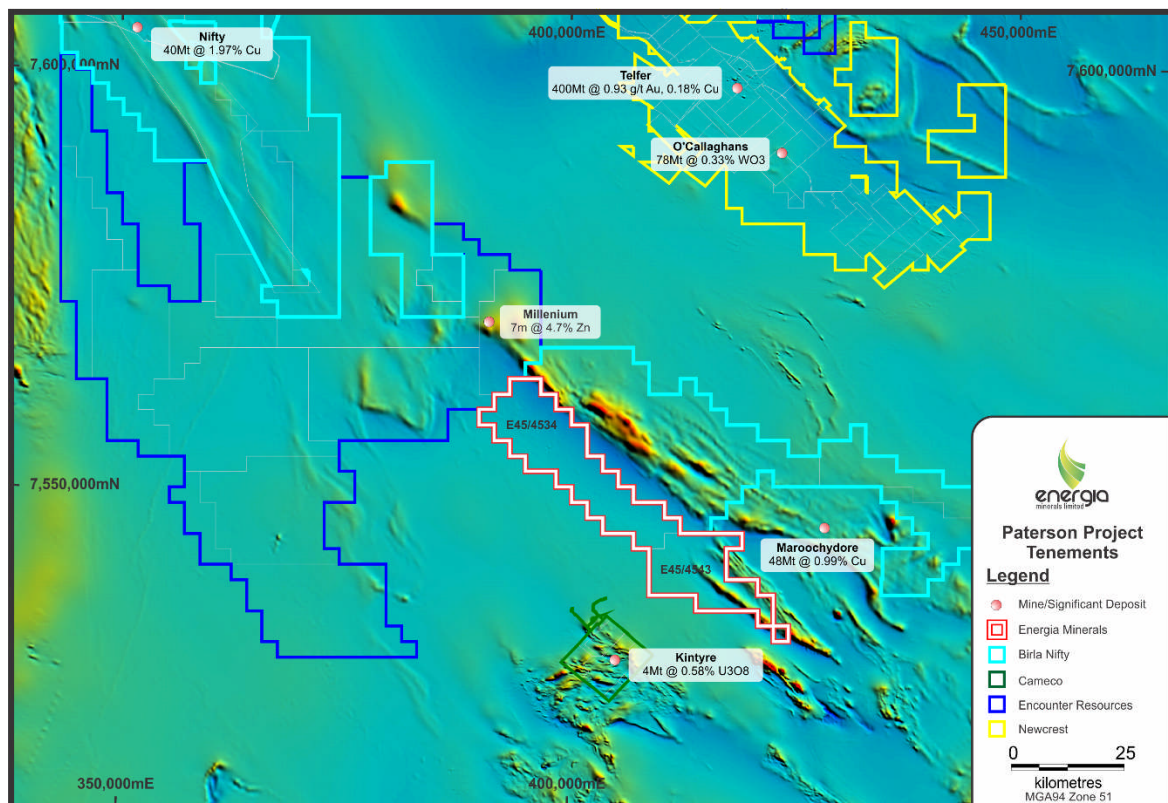 Nifty
40Mt @ 1.97% Cu
400,000mE
450,000mE
7,600,000mN
7,600,000mN
Telfer
400Mt @ 0.93 g/t Au, 0.18% Cu
O'Callaghans
78Mt @ 0.33% WO3
Millenium
7m @ 4.7% Zn
E45/4534
7,550,000mN
E45/4543
Maroochydore
48Mt @ 0.99% Cu
Kintyre
4Mt @ 0.58% U3O8
350,000mE
400,000mE
energia
minerals limited
Paterson Project
Tenements
Legend
Mine/Significant Deposit
Energia Minerals
Birla Nifty
Cameco
Encounter Resources
Newcrest
0 25
kilometres
MGA94 Zone 51